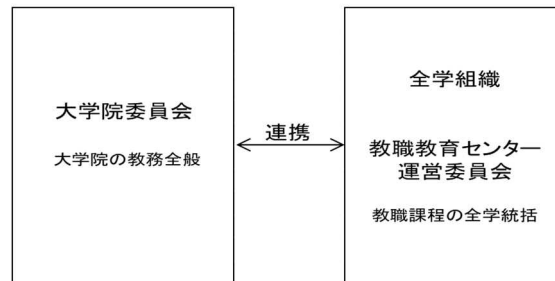 大学院委員会
大学院の教務全般
連携
全学組織
教職教育センター
運営委員会
教職課程の全学統括